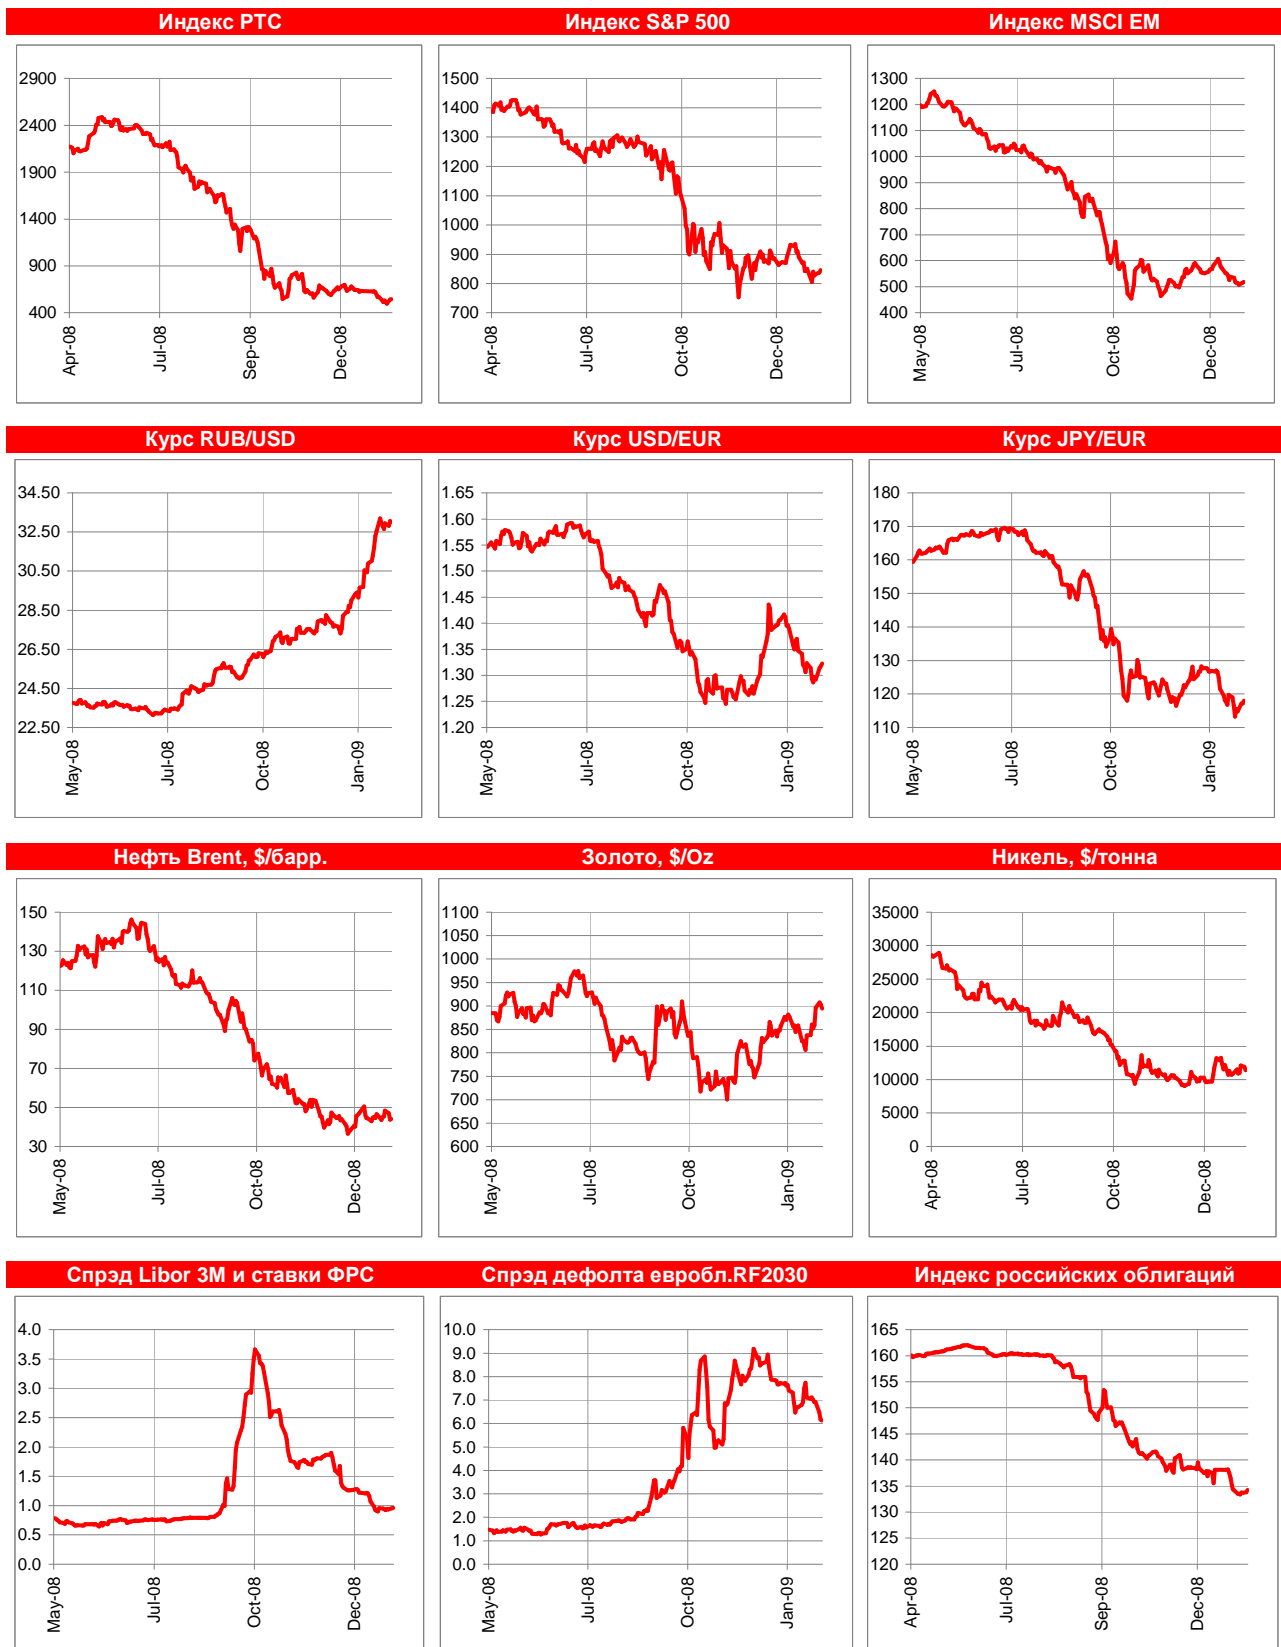 Индекс РТС
Индекс S&P 500
Индекс MSCI EM
2900
2400
1900
1400
900
400
Apr-08
Jul-08
Sep-08
Dec-08
1500
1400
1300
1200
1100
1000
900
800
700
Apr-08
Jul-08
Oct-08
Dec-08
1300
1200
1100
1000
900
800
700
600
500
400
May-08
Jul-08
Oct-08
Dec-08
Курс RUB/USD
Курс USD/EUR
Курс JPY/EUR
34.50
32.50
30.50
28.50
26.50
24.50
22.50
May-08
Jul-08
Oct-08
Jan-09
1.65
1.60
1.55
1.50
1.45
1.40
1.35
1.30
1.25
1.20
May-08
Jul-08
Oct-08
Jan-09
180
170
160
150
140
130
120
110
May-08
Jul-08
Oct-08
Jan-09
Нефть Brent, $/барр.
Золото, $/Oz
Никель, $/тонна
150
130
110
90
70
50
30
May-08
Jul-08
Oct-08
Dec-08
1100
1050
1000
950
900
850
800
750
700
650
600
May-08
Jul-08
Oct-08
Jan-09
35000
30000
25000
20000
15000
10000
5000
0
Apr-08
Jul-08
Oct-08
Dec-08
Спрэд Libor 3M и ставки ФРС
Спрэд дефолта евробл.RF2030
Индекс российских облигаций
4.0
3.5
3.0
2.5
2.0
1.5
1.0
0.5
0.0
May-08
Jul-08
Oct-08
Dec-08
10.0
9.0
8.0
7.0
6.0
5.0
4.0
3.0
2.0
1.0
0.0
May-08
Jul-08
Oct-08
Jan-09
165
160
155
150
145
140
135
130
125
120
Apr-08
Jul-08
Sep-08
Dec-08